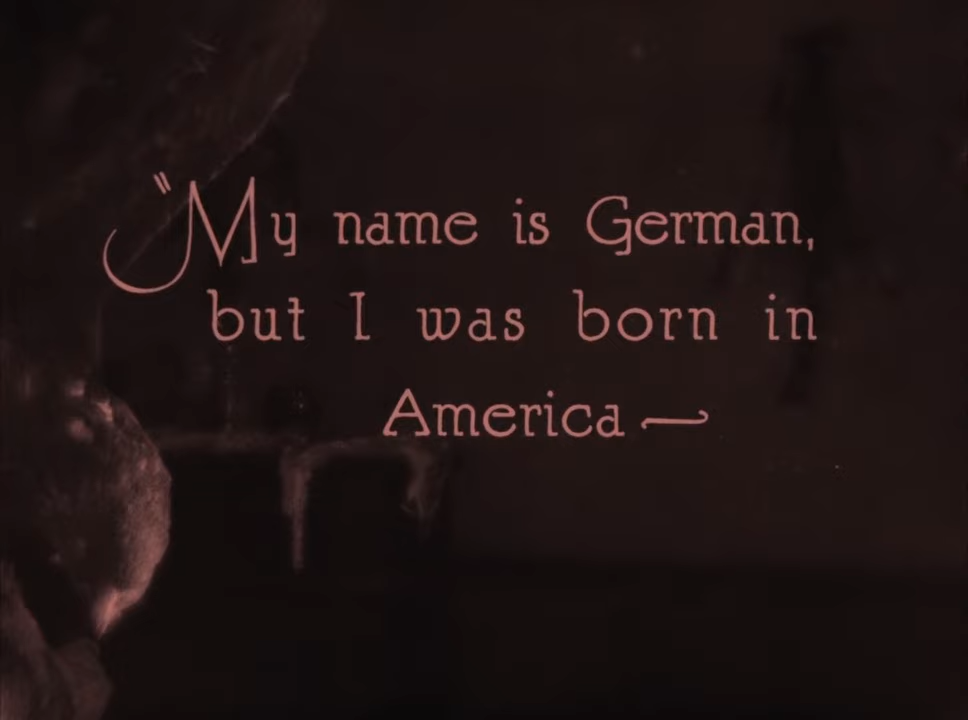 "My name is German,
but I was born in
America —